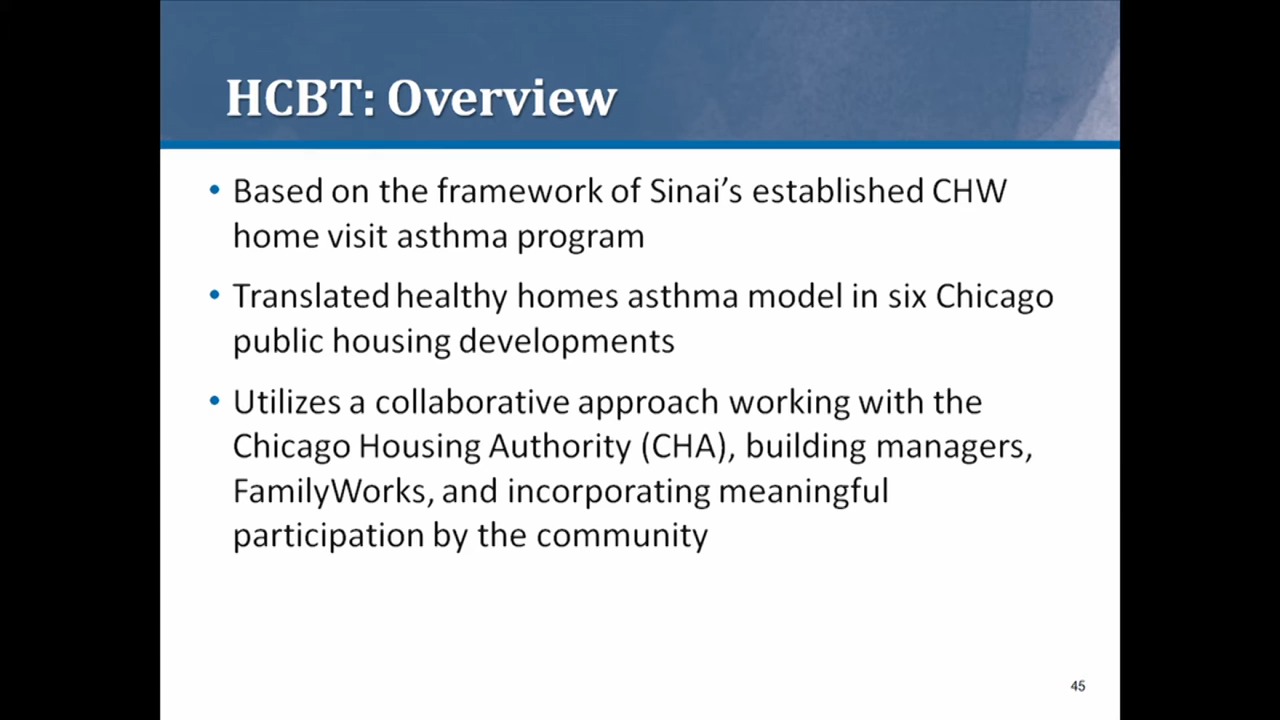 HCBT: Overview
• Based on the framework of Sinai’s established CHW
home visit asthma program
• Translated healthy homes asthma model in six Chicago
public housing developments
• Utilizes a collaborative approach working with the
Chicago Housing Authority (CHA), building managers,
FamilyWorks, and incorporating meaningful
participation by the community
45